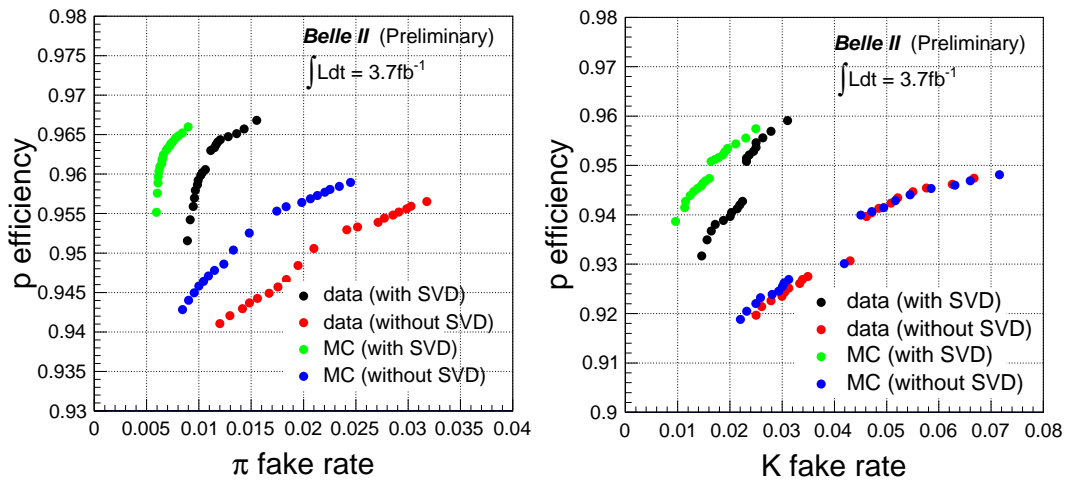 0.98
0.975
0.97
0.965
0.96
0.955
0.95
0.945
0.94
0.935
0.93
p efficiency
Belle II (Preliminary)
∫Ldt = 3.7fb⁻¹
data (with SVD)
data (without SVD)
MC (with SVD)
MC (without SVD)
0 0.005 0.01 0.015 0.02 0.025 0.03 0.035 0.04
π fake rate
0.98
0.97
0.96
0.95
0.94
0.93
0.92
0.91
0.9
p efficiency
Belle II (Preliminary)
∫Ldt = 3.7fb⁻¹
data (with SVD)
data (without SVD)
MC (with SVD)
MC (without SVD)
0 0.01 0.02 0.03 0.04 0.05 0.06 0.07 0.08
K fake rate